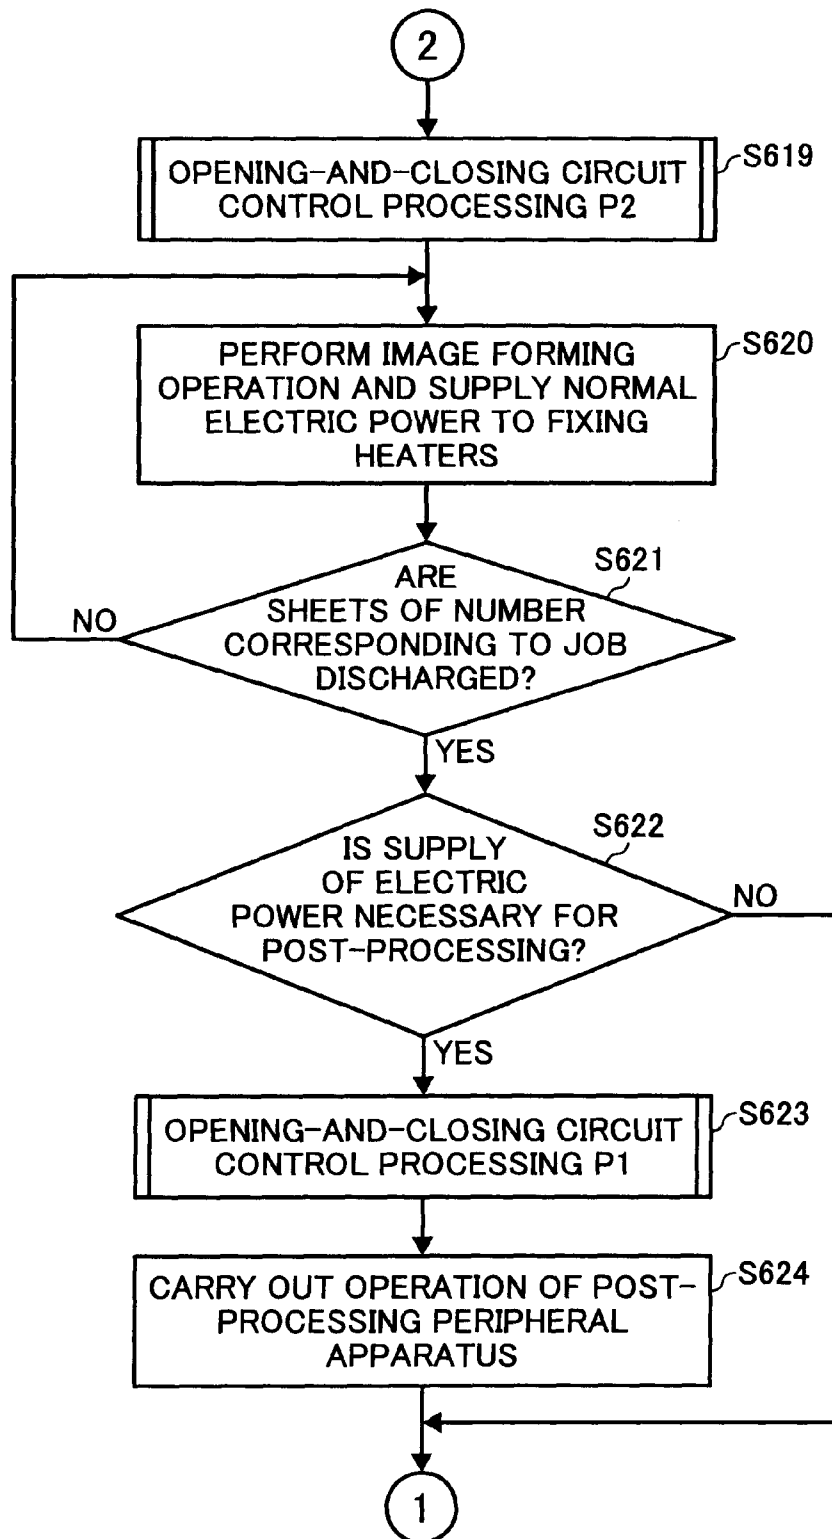 2
OPENING-AND-CLOSING CIRCUIT
CONTROL PROCESSING P2
S619
PERFORM IMAGE FORMING
OPERATION AND SUPPLY NORMAL
ELECTRIC POWER TO FIXING
HEATERS
S620
ARE
SHEETS OF NUMBER
CORRESPONDING TO JOB
DISCHARGED?
S621
NO
YES
IS SUPPLY
OF ELECTRIC
POWER NECESSARY FOR
POST-PROCESSING?
S622
NO
YES
OPENING-AND-CLOSING CIRCUIT
CONTROL PROCESSING P1
S623
CARRY OUT OPERATION OF POST-
PROCESSING PERIPHERAL
APPARATUS
S624
1